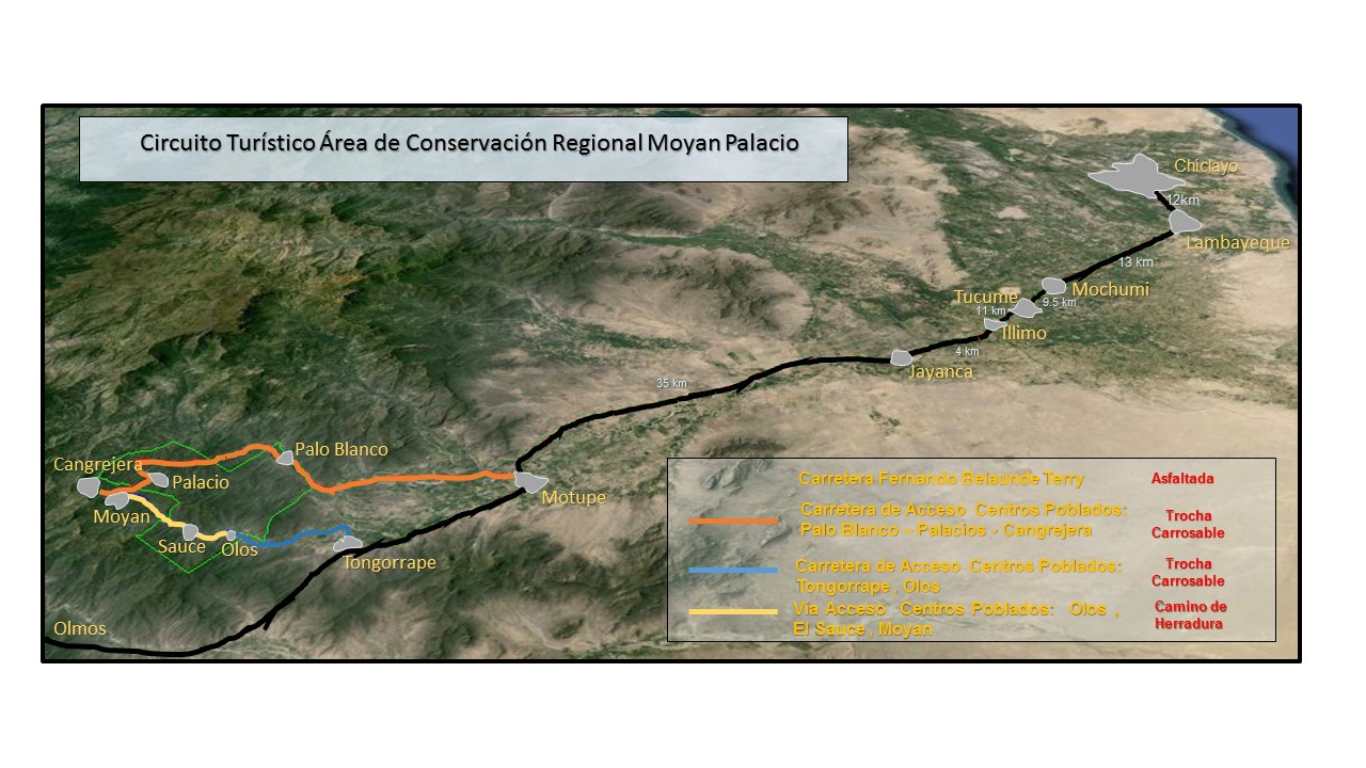 Circuito Turístico Área de Conservación Regional Moyan Palacio
Chiclayo
12km
Lambayeque
13 km
Mochumi
9.5 km
Tucume
11 km
Illimo
4 km
Jayanca
35 km
Palo Blanco
Cangrejera
Palacio
Motupe
Moyan
Sauce
Olos
Tongorrape
Olmos
Carretera Fernando Belaunde Terry
Asfaltada
Carretera de Acceso Centros Poblados:
Palo Blanco – Palacios - Cangrejera
Trocha
Carrosable
Carretera de Acceso Centros Poblados:
Tongorrape , Olos
Trocha
Carrosable
Via Acceso Centros Poblados: Olos ,
El Sauce , Moyan
Camino de
Herradura